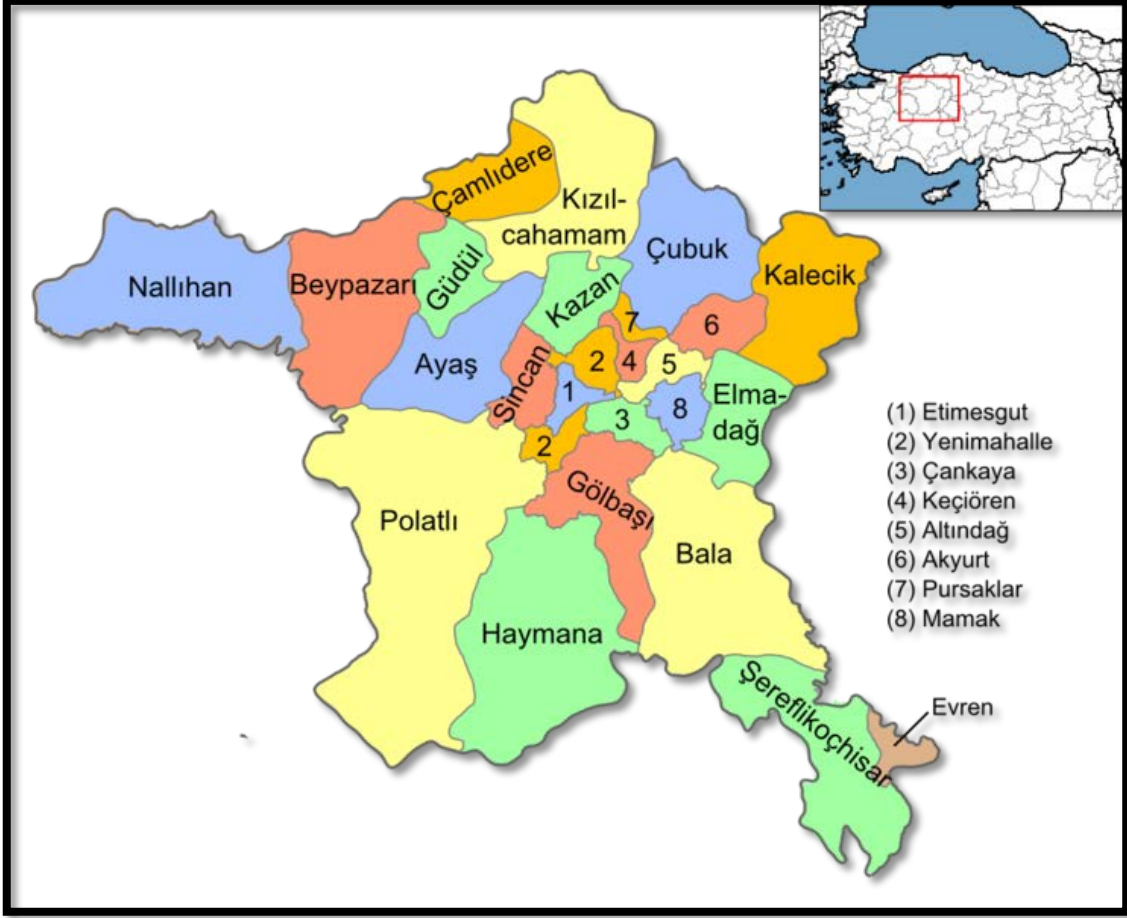 Çamlıdere
Kızıl-
cahamam
Çubuk
Kalecik
Nallıhan
Beypazarı
Güdül
Kazan
Ayaş
Sincan
7
6
2
4
5
1
3
8
2
Elma-
dağ
Polatlı
Gölbaşı
Bala
Haymana
Şereflikoçhisar
Evren
(1) Etimesgut
(2) Yenimahalle
(3) Çankaya
(4) Keçiören
(5) Altındağ
(6) Akyurt
(7) Pursaklar
(8) Mamak